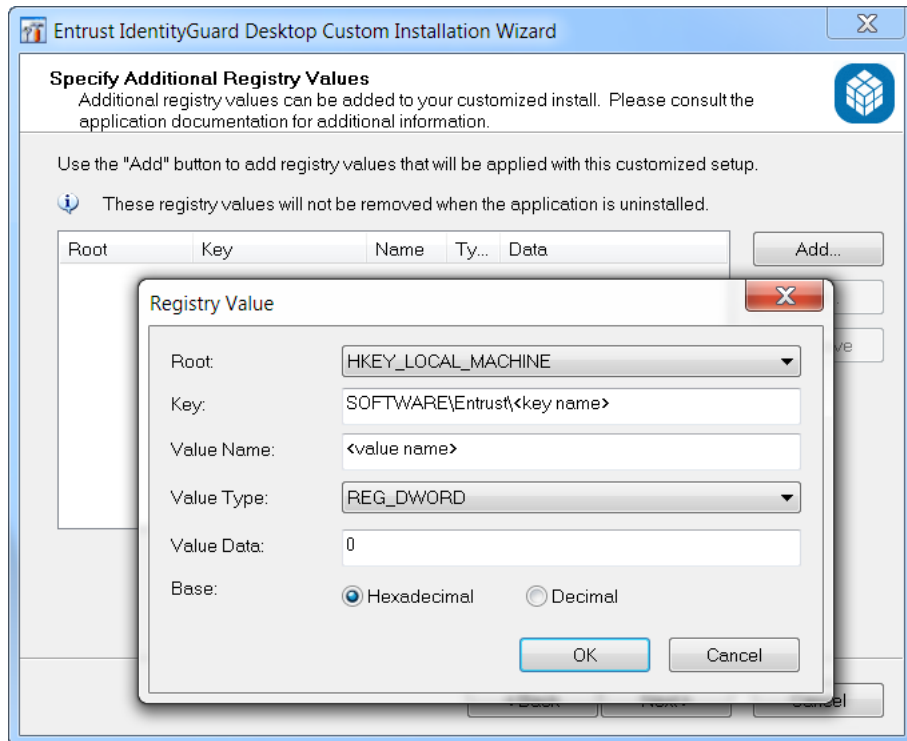 Entrust IdentityGuard Desktop Custom Installation Wizard
Specify Additional Registry Values
Additional registry values can be added to your customized install. Please consult the
application documentation for additional information.
Use the "Add" button to add registry values that will be applied with this customized setup.
These registry values will not be removed when the application is uninstalled.
Root Key Name Ty... Data
Add...
Registry Value
Root: HKEY_LOCAL_MACHINE
Key: SOFTWARE\Entrust\<key name>
Value Name: <value name>
Value Type: REG_DWORD
Value Data: 0
Base: Hexadecimal Decimal
OK Cancel